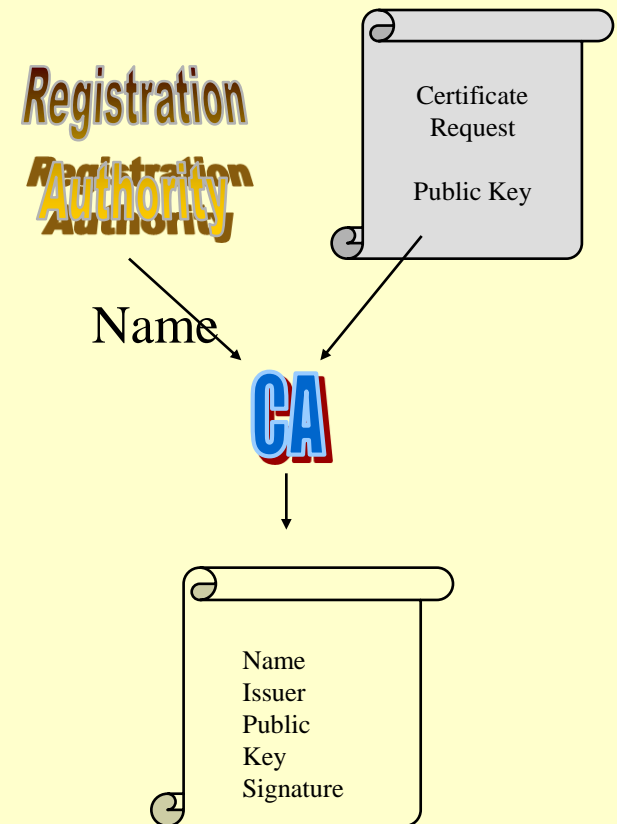 Registration
Authority
Certificate
Request
Public Key
Name
CA
Name
Issuer
Public
Key
Signature